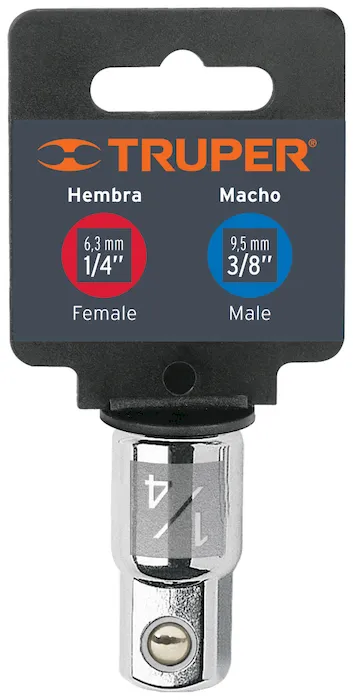 TRUPER®
Hembra Macho
6,3 mm 9,5 mm
1/4" 3/8"
Female Male
1/4